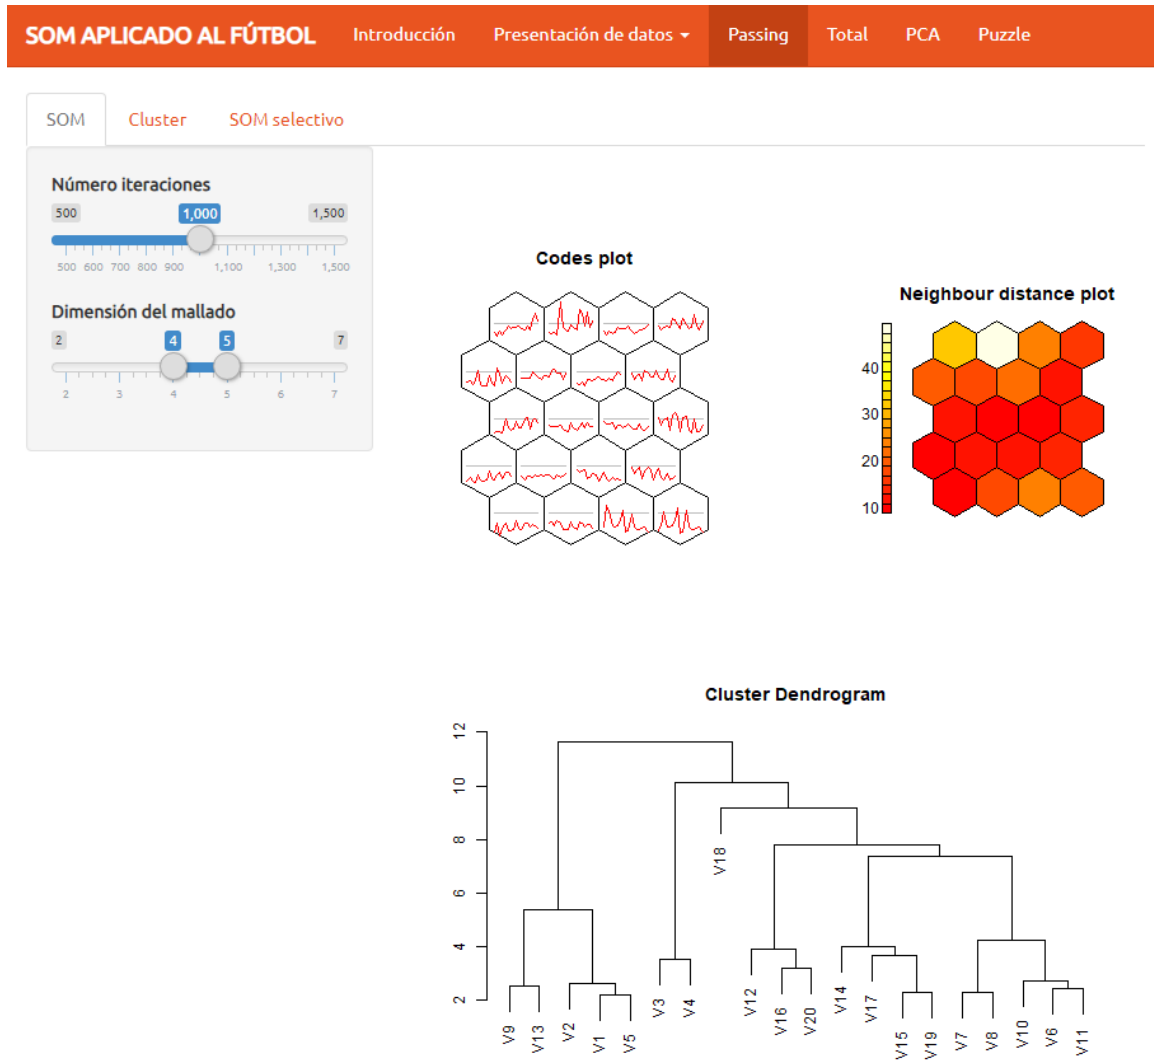 SOM APLICADO AL FÚTBOL Introducción Presentación de datos Passing Total PCA Puzzle
SOM Cluster SOM selectivo
Número iteraciones
500 1,000 1,500
500 600 700 800 900 1,100 1,300 1,500
Dimensión del mallado
2 4 5 7
2 3 4 5 6 7
Codes plot
Neighbour distance plot
40
30
20
10
Cluster Dendrogram
12
10
8
6
4
2
V9 V13 V2 V1 V5 V3 V4 V18 V12 V16 V20 V14 V17 V15 V19 V7 V8 V10 V6 V11